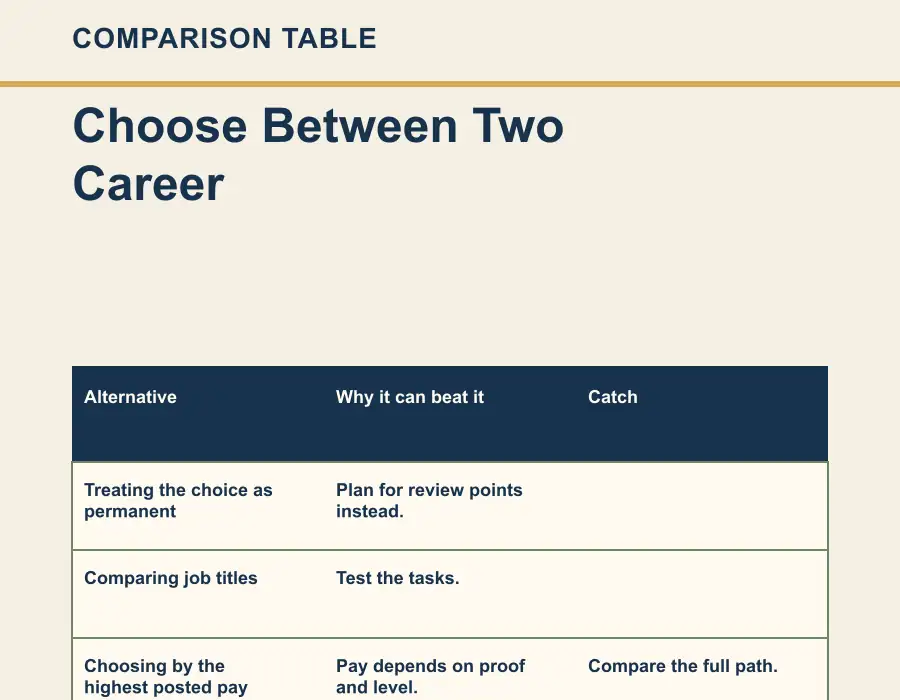 COMPARISON TABLE
Choose Between Two
Career
Alternative Why it can beat it Catch
Treating the choice as Plan for review points
permanent instead.
Comparing job titles Test the tasks.
Choosing by the Pay depends on proof Compare the full path.
highest posted pay and level.